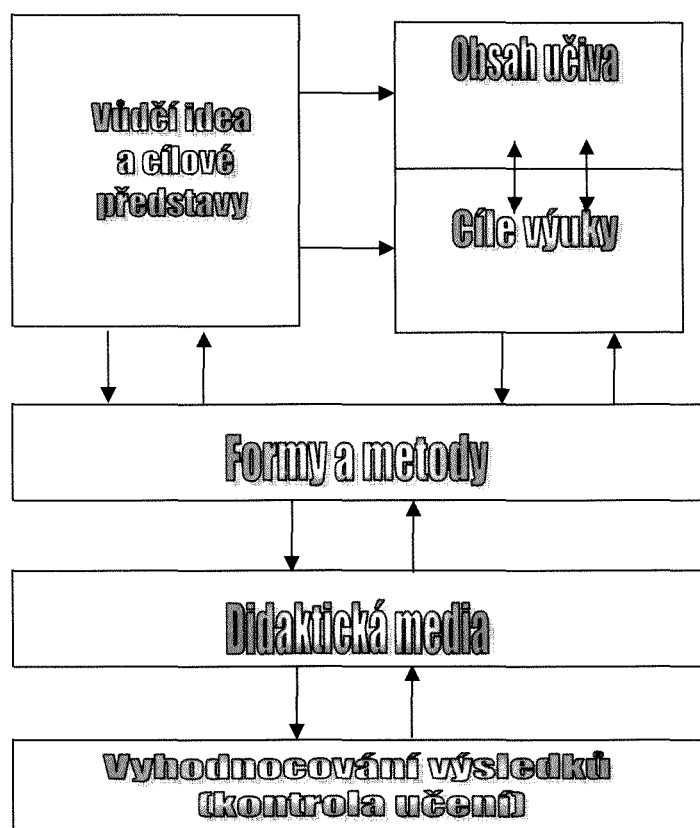 Vůdčí idea
a cílové
představy
Obsah učiva
Cíle výuky
Formy a metody
Didaktická media
Vyhodnocování výsledků
(kontrola učení)